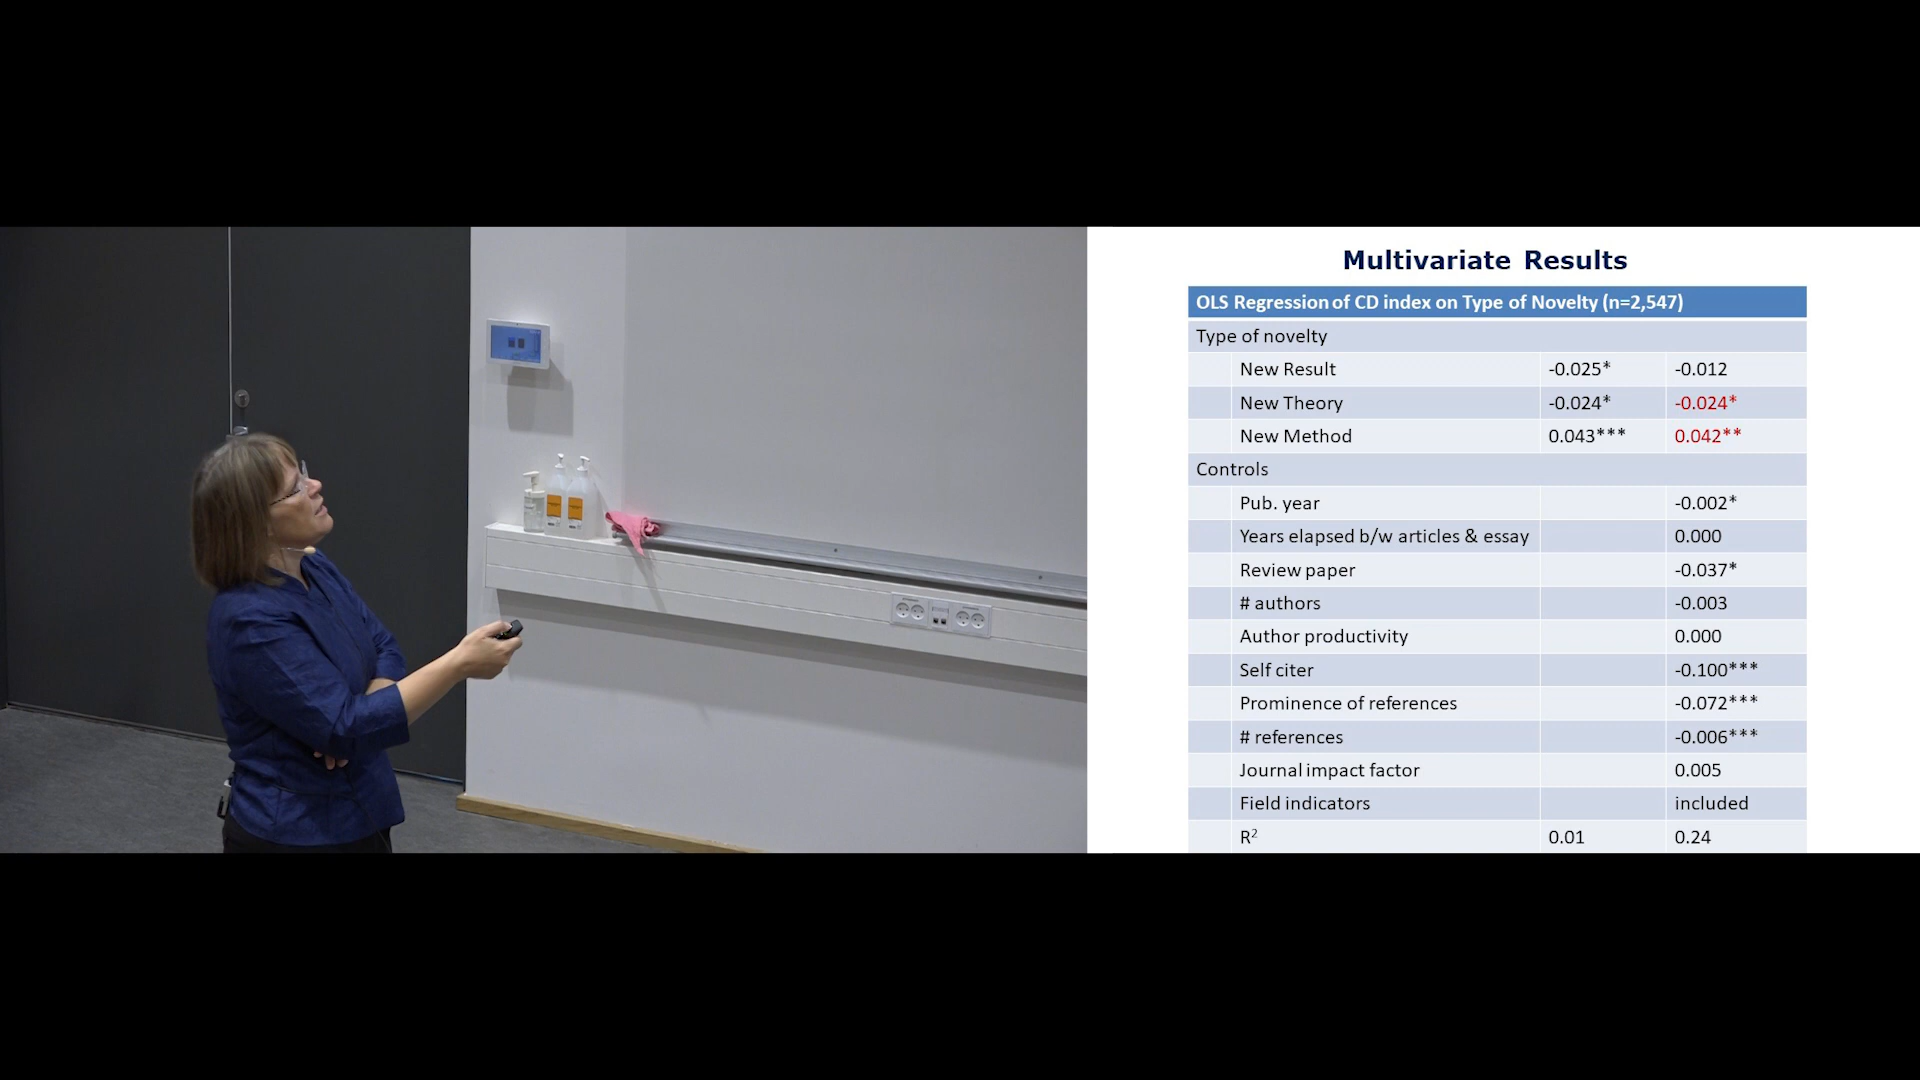 Multivariate Results
OLS Regression of CD index on Type of Novelty (n=2,547)
Type of novelty
New Result -0.025* -0.012
New Theory -0.024* -0.024*
New Method 0.043*** 0.042**
Controls
Pub. year -0.002*
Years elapsed b/w articles & essay 0.000
Review paper -0.037*
# authors -0.003
Author productivity 0.000
Self citer -0.100***
Prominence of references -0.072***
# references -0.006***
Journal impact factor 0.005
Field indicators included
R² 0.01 0.24